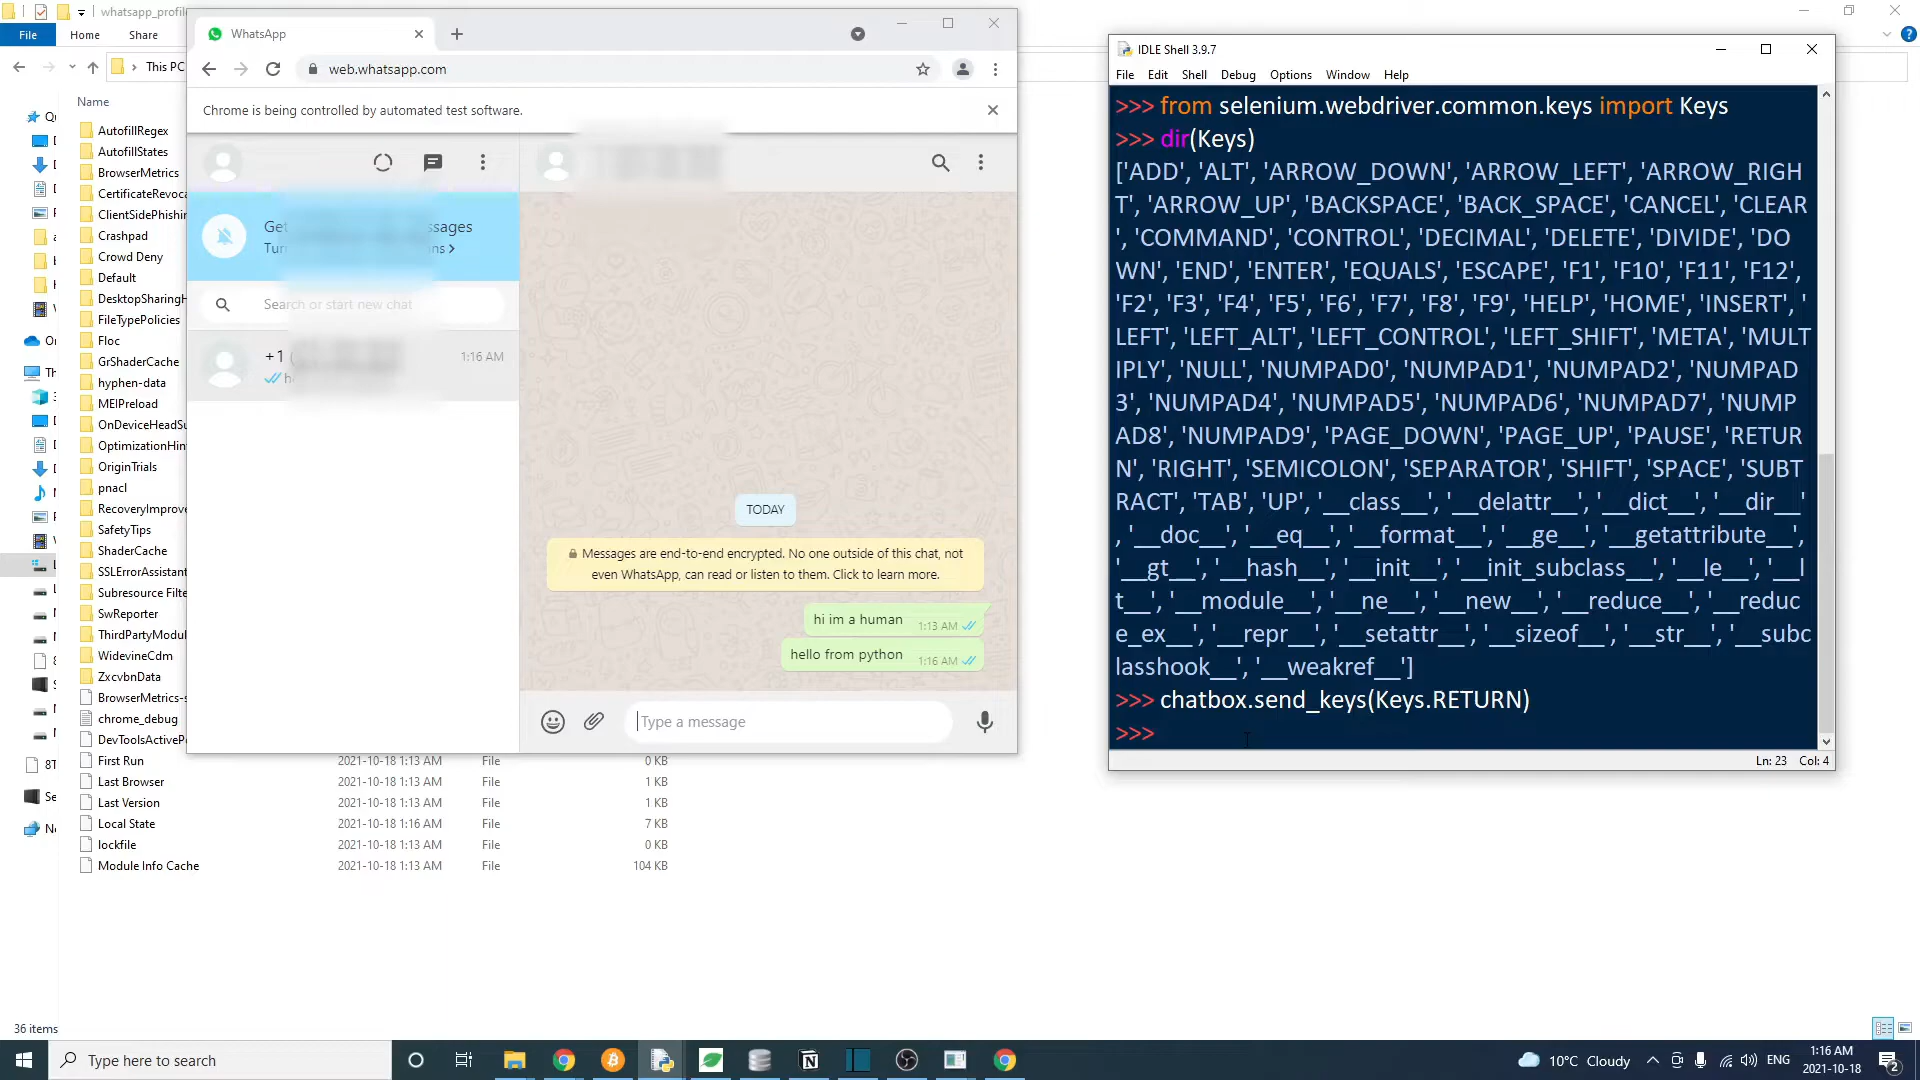 whatsapp_profil
File
Home
Share
This PC
Name
AutofillRegex
AutofillStates
BrowserMetrics
CertificateRevoca
ClientSidePhishin
Crashpad
Crowd Deny
Default
DesktopSharingH
FileTypePolicies
Floc
GrShaderCache
hyphen-data
MEIPreload
OnDeviceHeadSu
OptimizationHin
OriginTrials
pnacl
RecoveryImprove
SafetyTips
ShaderCache
SSLErrorAssistant
Subresource Filte
SwReporter
ThirdPartyModul
WidevineCdm
ZxcvbnData
BrowserMetrics-s
chrome_debug
DevToolsActivePo
First Run 2021-10-18 1:13 AM File 0 KB
Last Browser 2021-10-18 1:13 AM File 1 KB
Last Version 2021-10-18 1:13 AM File 1 KB
Local State 2021-10-18 1:16 AM File 7 KB
lockfile 2021-10-18 1:13 AM File 0 KB
Module Info Cache 2021-10-18 1:13 AM File 104 KB
36 items
WhatsApp
web.whatsapp.com
Chrome is being controlled by automated test software.
Get ssages
Turn ns >
Search or start new chat
+1 1:16 AM
TODAY
Messages are end-to-end encrypted. No one outside of this chat, not
even WhatsApp, can read or listen to them. Click to learn more.
hi im a human 1:13 AM
hello from python 1:16 AM
Type a message
IDLE Shell 3.9.7
File Edit Shell Debug Options Window Help
>>> from selenium.webdriver.common.keys import Keys
>>> dir(Keys)
['ADD', 'ALT', 'ARROW_DOWN', 'ARROW_LEFT', 'ARROW_RIGH
T', 'ARROW_UP', 'BACKSPACE', 'BACK_SPACE', 'CANCEL', 'CLEAR
', 'COMMAND', 'CONTROL', 'DECIMAL', 'DELETE', 'DIVIDE', 'DO
WN', 'END', 'ENTER', 'EQUALS', 'ESCAPE', 'F1', 'F10', 'F11', 'F12',
'F2', 'F3', 'F4', 'F5', 'F6', 'F7', 'F8', 'F9', 'HELP', 'HOME', 'INSERT', '
LEFT', 'LEFT_ALT', 'LEFT_CONTROL', 'LEFT_SHIFT', 'META', 'MULT
IPLY', 'NULL', 'NUMPAD0', 'NUMPAD1', 'NUMPAD2', 'NUMPAD
3', 'NUMPAD4', 'NUMPAD5', 'NUMPAD6', 'NUMPAD7', 'NUMP
AD8', 'NUMPAD9', 'PAGE_DOWN', 'PAGE_UP', 'PAUSE', 'RETUR
N', 'RIGHT', 'SEMICOLON', 'SEPARATOR', 'SHIFT', 'SPACE', 'SUBT
RACT', 'TAB', 'UP', '__class__', '__delattr__', '__dict__', '__dir__'
, '__doc__', '__eq__', '__format__', '__ge__', '__getattribute__',
'__gt__', '__hash__', '__init__', '__init_subclass__', '__le__', '__l
t__', '__module__', '__ne__', '__new__', '__reduce__', '__reduc
e_ex__', '__repr__', '__setattr__', '__sizeof__', '__str__', '__subc
lasshook__', '__weakref__']
>>> chatbox.send_keys(Keys.RETURN)
>>>
Ln: 23 Col: 4
Type here to search
10°C Cloudy
ENG
1:16 AM
2021-10-18
2